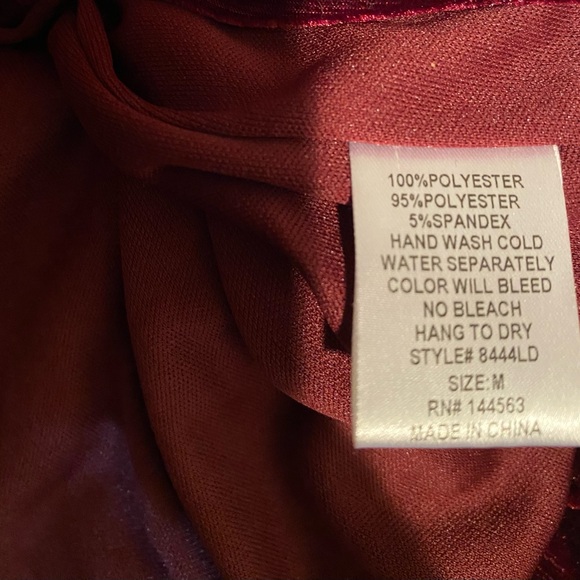 100%POLYESTER
95%POLYESTER
5%SPANDEX
HAND WASH COLD
WATER SEPARATELY
COLOR WILL BLEED
NO BLEACH
HANG TO DRY
STYLE# 8444LD
SIZE:M
RN# 144563
MADE IN CHINA